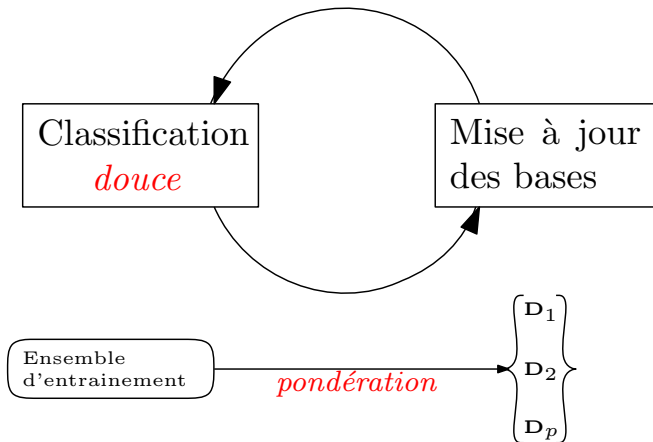 Classification
douce
Mise à jour
des bases
Ensemble
d'entrainement
pondération
D₁
D₂
Dₚ